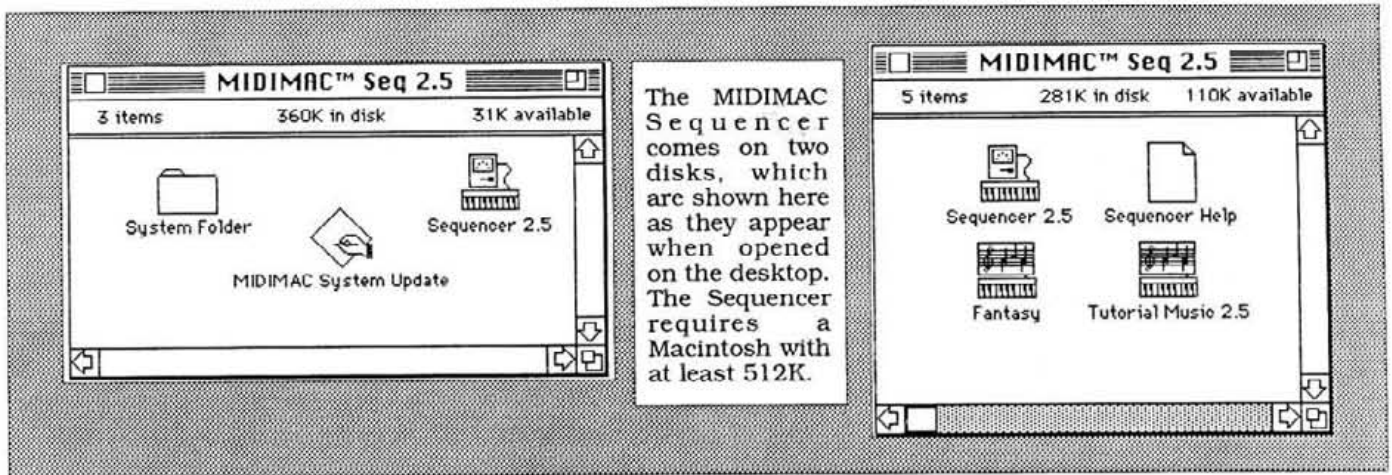 MIDIMAC™ Seq 2.5
3 items 360K in disk 31K available
System Folder
Sequencer 2.5
MIDIMAC System Update
The MIDIMAC
Sequencer
comes on two
disks, which
are shown here
as they appear
when opened
on the desktop.
The Sequencer
requires a
Macintosh with
at least 512K.
MIDIMAC™ Seq 2.5
5 items 281K in disk 110K available
Sequencer 2.5 Sequencer Help
Fantasy Tutorial Music 2.5